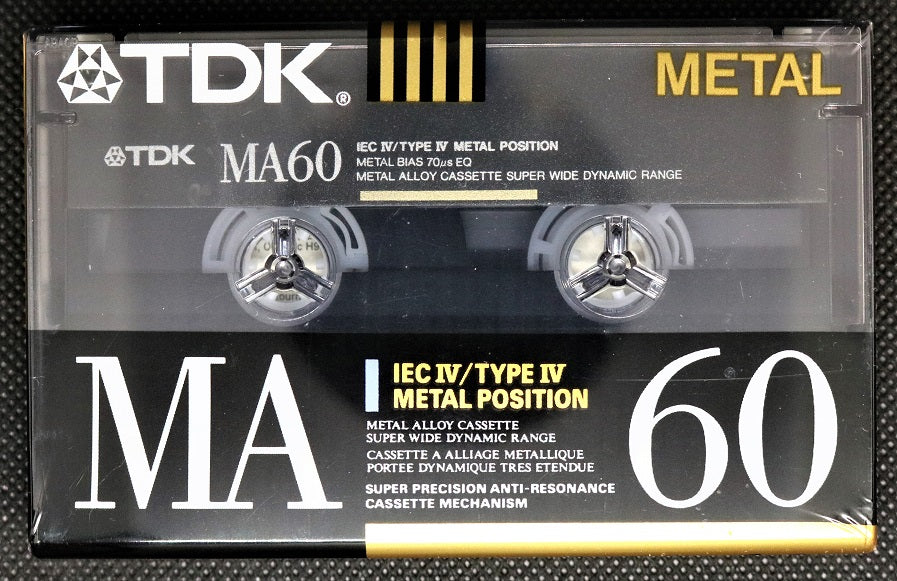 TDK®
METAL
TDK MA60
IEC IV/TYPE IV METAL POSITION
METAL BIAS 70µs EQ
METAL ALLOY CASSETTE SUPER WIDE DYNAMIC RANGE
MA
IEC IV/TYPE IV
METAL POSITION
METAL ALLOY CASSETTE
SUPER WIDE DYNAMIC RANGE
CASSETTE A ALLIAGE METALLIQUE
PORTEE DYNAMIQUE TRES ETENDUE
SUPER PRECISION ANTI-RESONANCE
CASSETTE MECHANISM
60